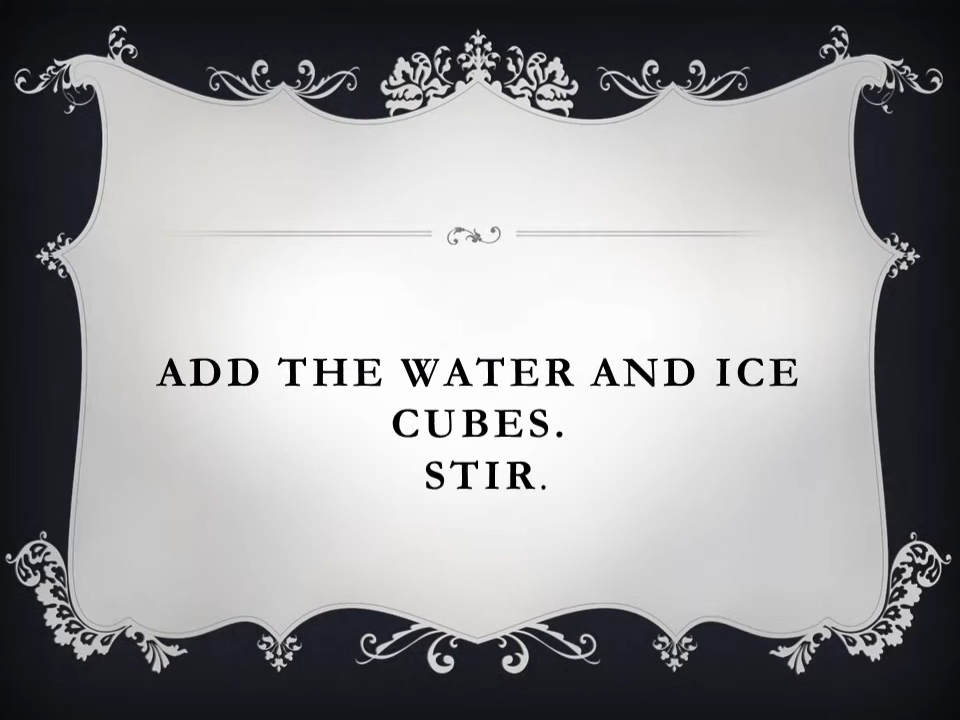 ADD THE WATER AND ICE
CUBES.
STIR.